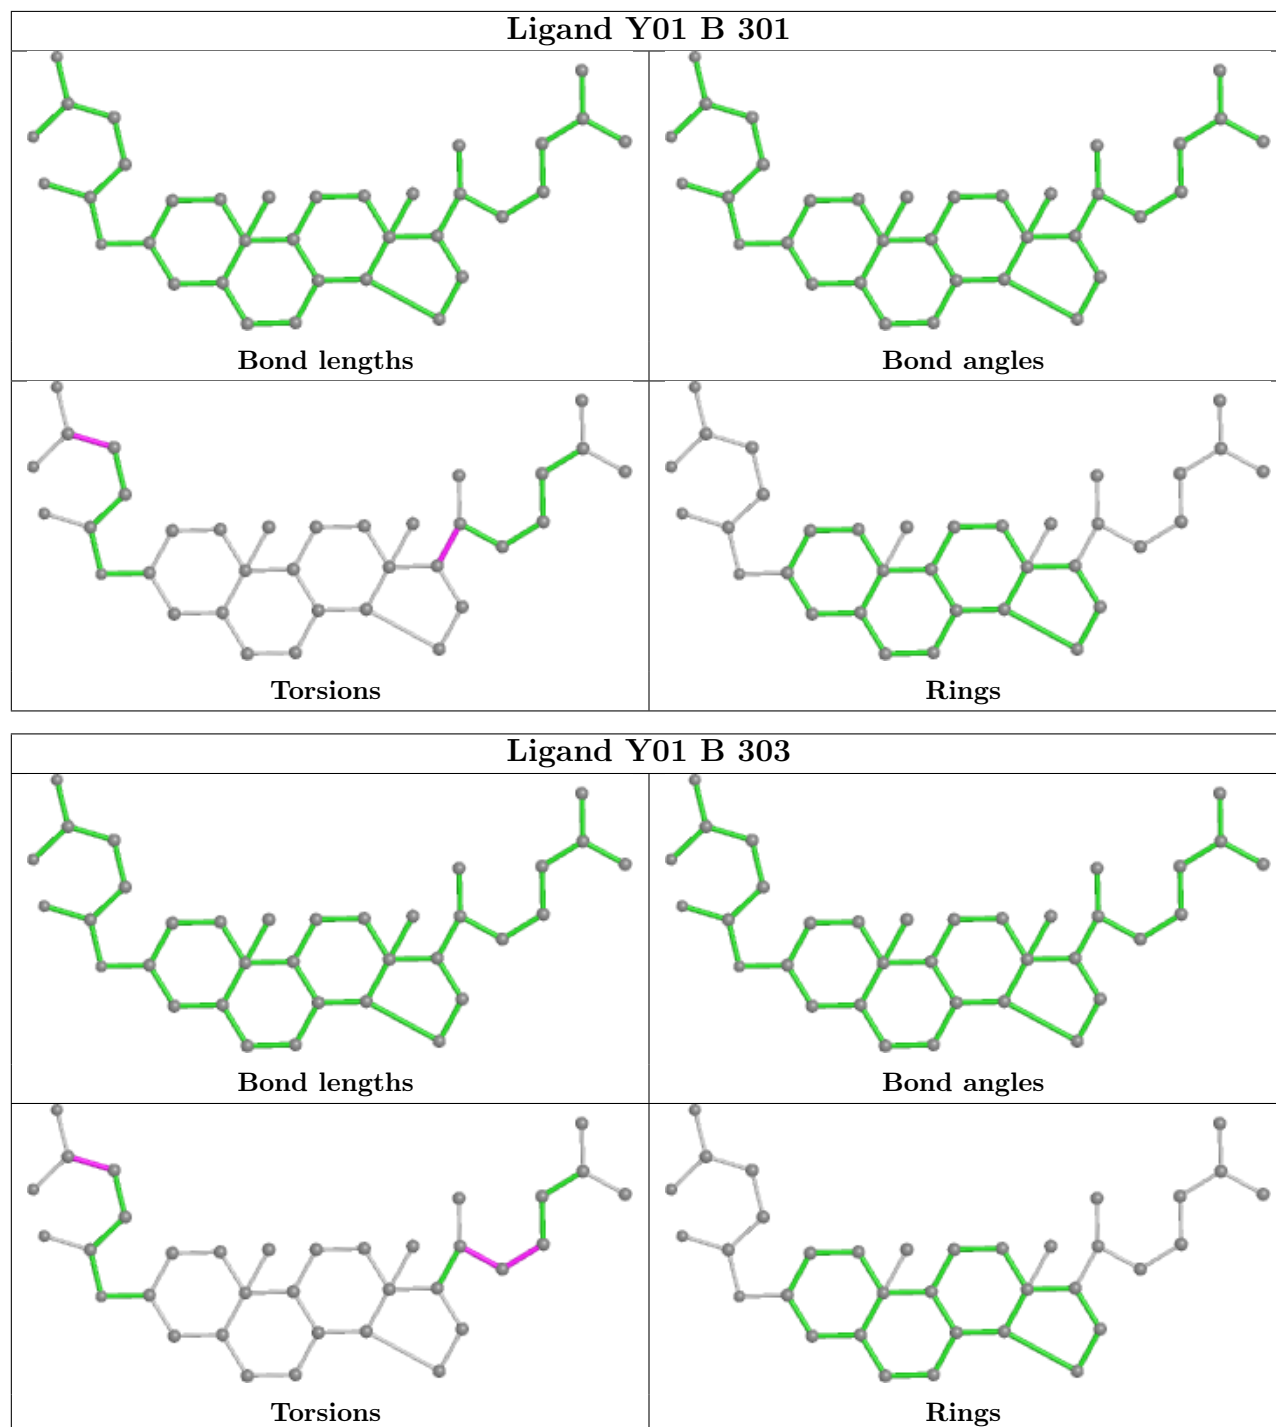 Ligand Y01 B 301
Bond lengths
Bond angles
Torsions
Rings
Ligand Y01 B 303
Bond lengths
Bond angles
Torsions
Rings